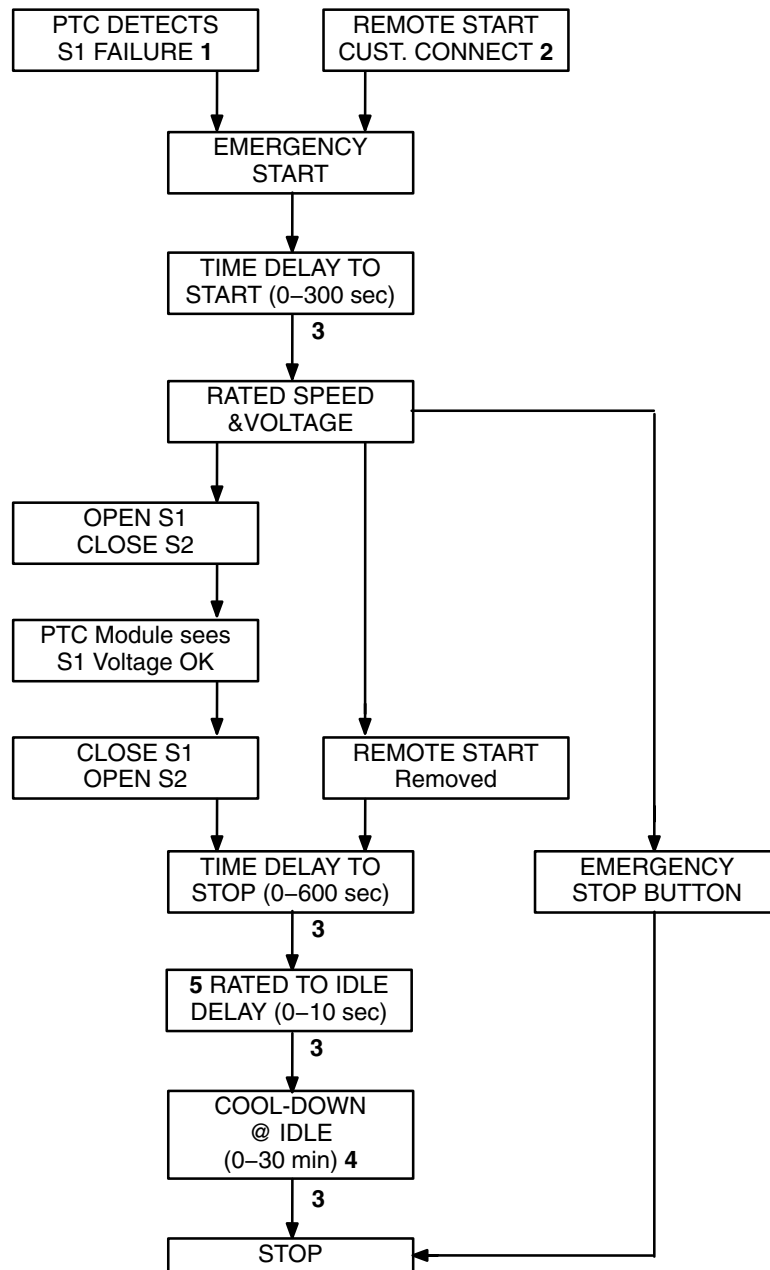 PTC DETECTS
S1 FAILURE 1
REMOTE START
CUST. CONNECT 2
EMERGENCY
START
TIME DELAY TO
START (0–300 sec)
3
RATED SPEED
&VOLTAGE
OPEN S1
CLOSE S2
PTC Module sees
S1 Voltage OK
CLOSE S1
OPEN S2
REMOTE START
Removed
TIME DELAY TO
STOP (0–600 sec)
EMERGENCY
STOP BUTTON
3
5 RATED TO IDLE
DELAY (0–10 sec)
3
COOL-DOWN
@ IDLE
(0–30 min) 4
3
STOP